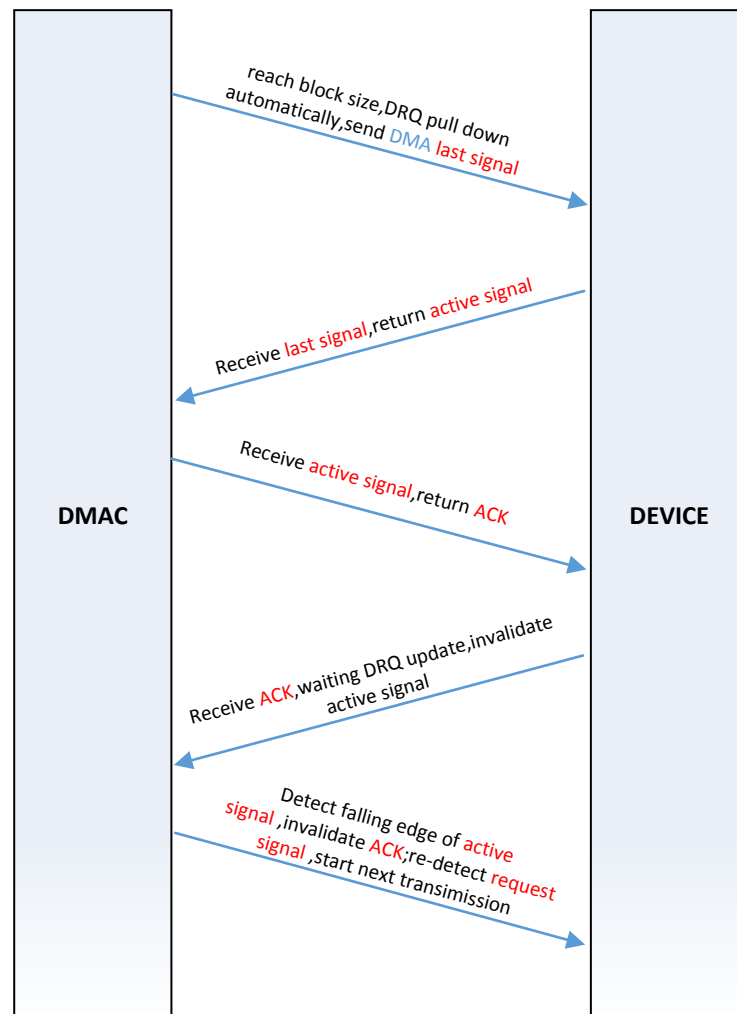 reach block size,DRQ pull down
automatically,send DMA last signal
Receive last signal,return active signal
Receive active signal,return ACK
DMAC
DEVICE
Receive ACK,waiting DRQ update,invalidate
active signal
Detect falling edge of active
signal ,invalidate ACK;re-detect request
signal ,start next transimission